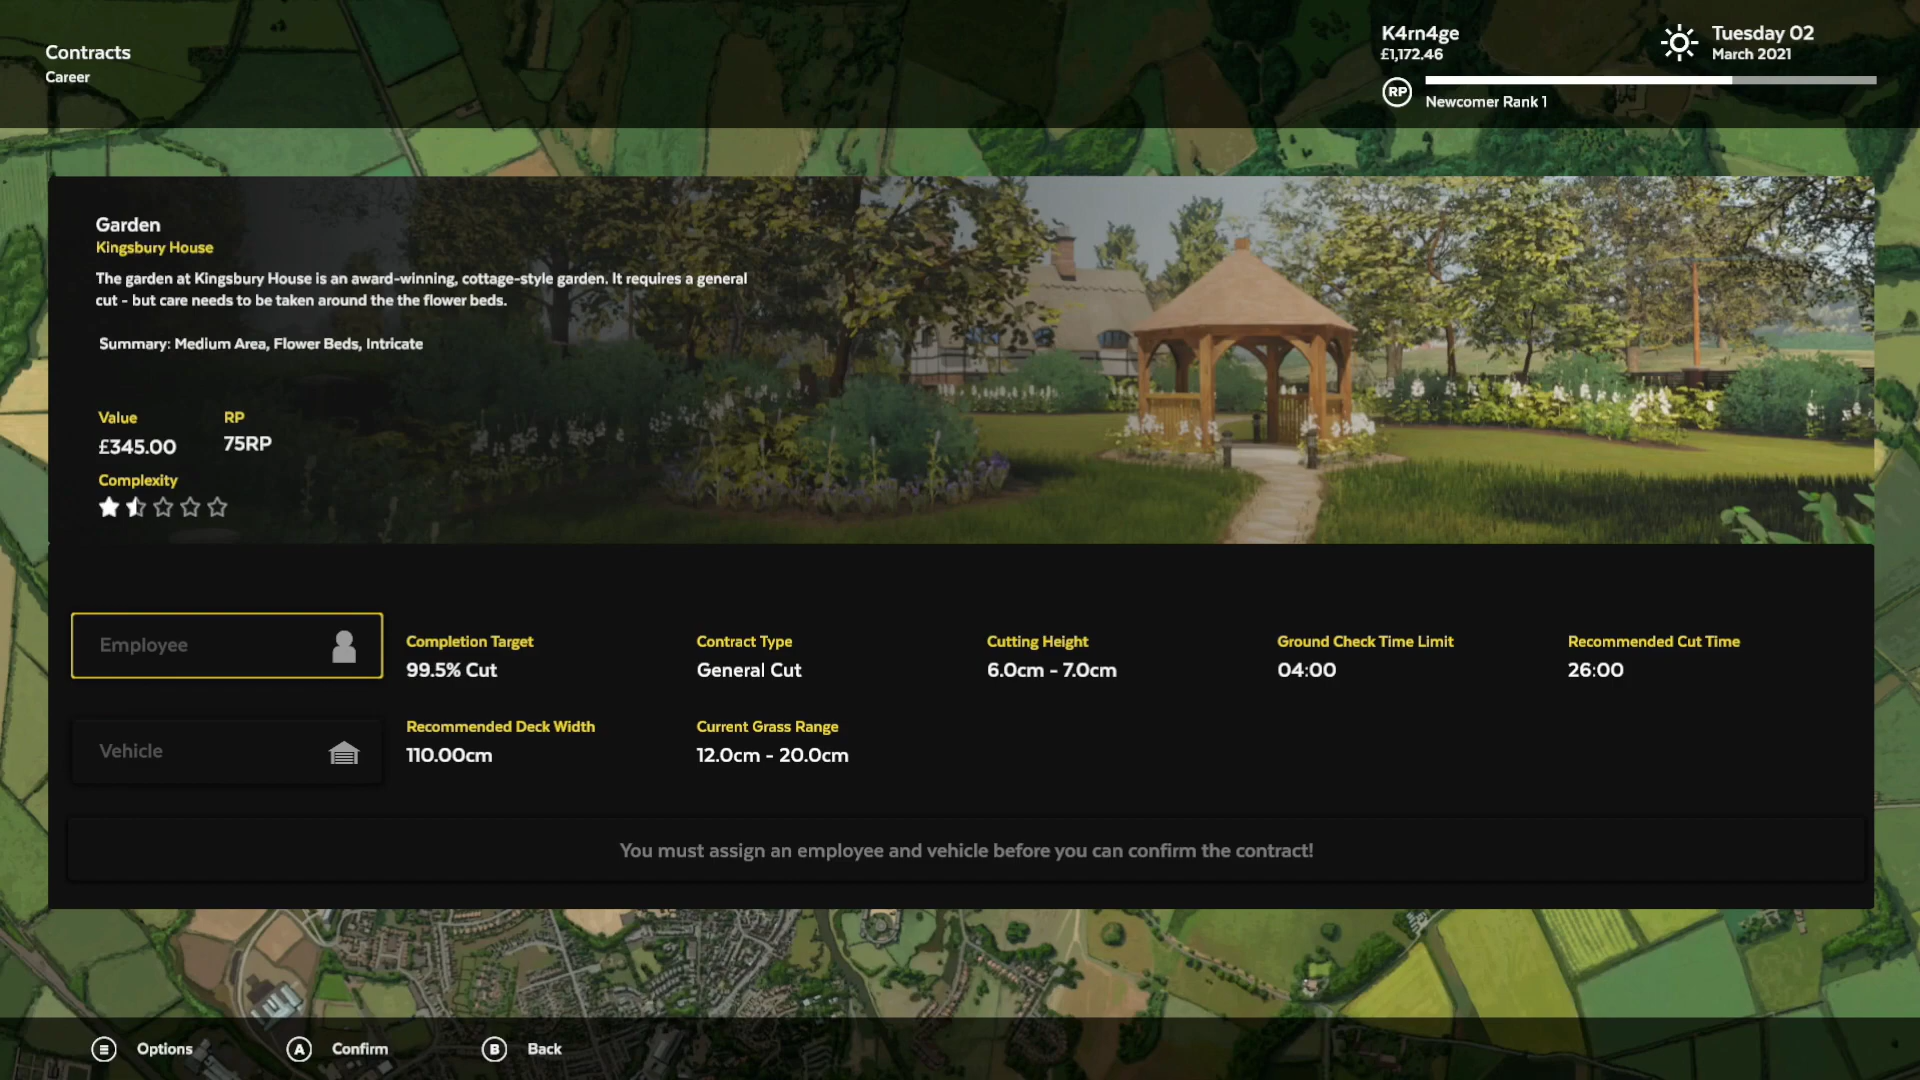 Contracts
Career
K4rn4ge
£1,172.46
RP
Newcomer Rank 1
Tuesday 02
March 2021
Garden
Kingsbury House
The garden at Kingsbury House is an award-winning, cottage-style garden. It requires a general
cut - but care needs to be taken around the the flower beds.
Summary: Medium Area, Flower Beds, Intricate
Value
£345.00
RP
75RP
Complexity
Employee
Completion Target
99.5% Cut
Contract Type
General Cut
Cutting Height
6.0cm - 7.0cm
Ground Check Time Limit
04:00
Recommended Cut Time
26:00
Vehicle
Recommended Deck Width
110.00cm
Current Grass Range
12.0cm - 20.0cm
You must assign an employee and vehicle before you can confirm the contract!
Options
A Confirm
B Back